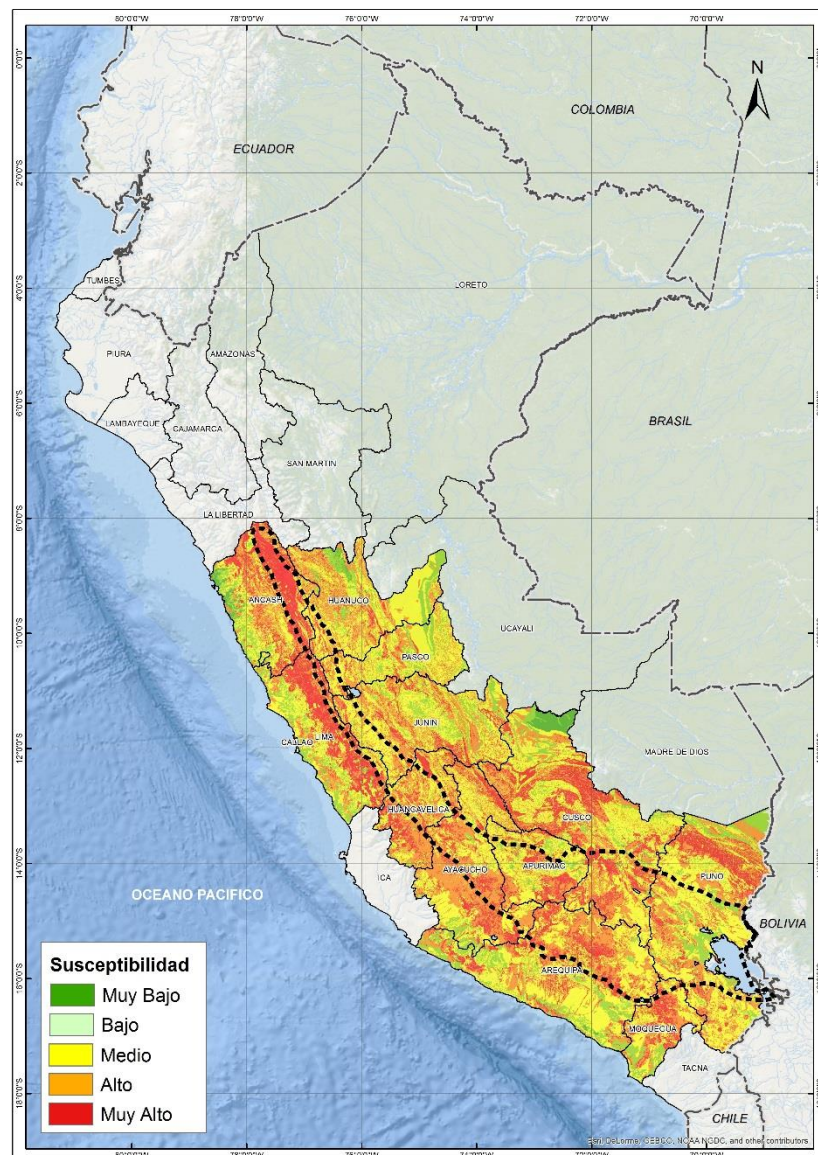 80°0'0"O
78°0'0"O
76°0'0"O
74°0'0"O
72°0'0"O
70°0'0"O
N
COLOMBIA
ECUADOR
TUMBES
LORETO
PIURA
AMAZONAS
LAMBAYEQUE
CAJAMARCA
BRASIL
SAN MARTIN
LA LIBERTAD
ANCASH
HUANUCO
UCAYALI
PASCO
JUNIN
LIMA
CALLAO
MADRE DE DIOS
HUANCAVELICA
CUSCO
APURIMAC
AYACUCHO
PUNO
ICA
OCEANO PACÍFICO
BOLIVIA
AREQUIPA
MOQUEGUA
TACNA
CHILE
0°0'0"
2°0'0"S
4°0'0"S
6°0'0"S
8°0'0"S
10°0'0"S
12°0'0"S
14°0'0"S
16°0'0"S
18°0'0"S
Susceptibilidad
Muy Bajo
Bajo
Medio
Alto
Muy Alto
Esri, DeLorme, GEBCO, NOAA NGDC, and other contributors